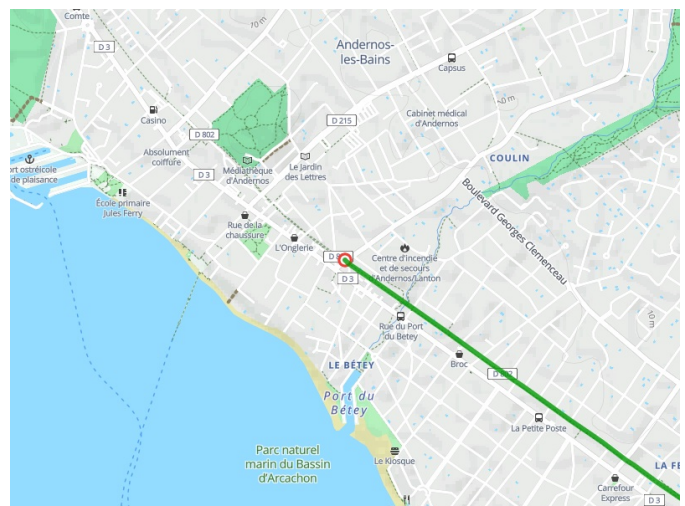 Comte
D 3
10 m
Andernos-
les-Bains
Capsus
Casino
D 802
D 215
Cabinet médical
d'Andernos
50 m
Absolument
coiffure
D 3
Médiathèque
d'Andernos
Le Jardin
des Lettres
COULIN
ort ostréicole
de plaisance
École primaire
Jules Ferry
Boulevard Georges Clemenceau
Rue de la
chaussure
L'Onglerie
Centre d'incendie
et de secours
d'Andernos/Lanton
D 3
10 m
Rue du Port
du Betey
LE BÉTEY
Broc
Port du
Bétey
La Petite Poste
Parc naturel
marin du Bassin
d'Arcachon
Le Kiosque
LA FE
Carrefour
Express
D 3